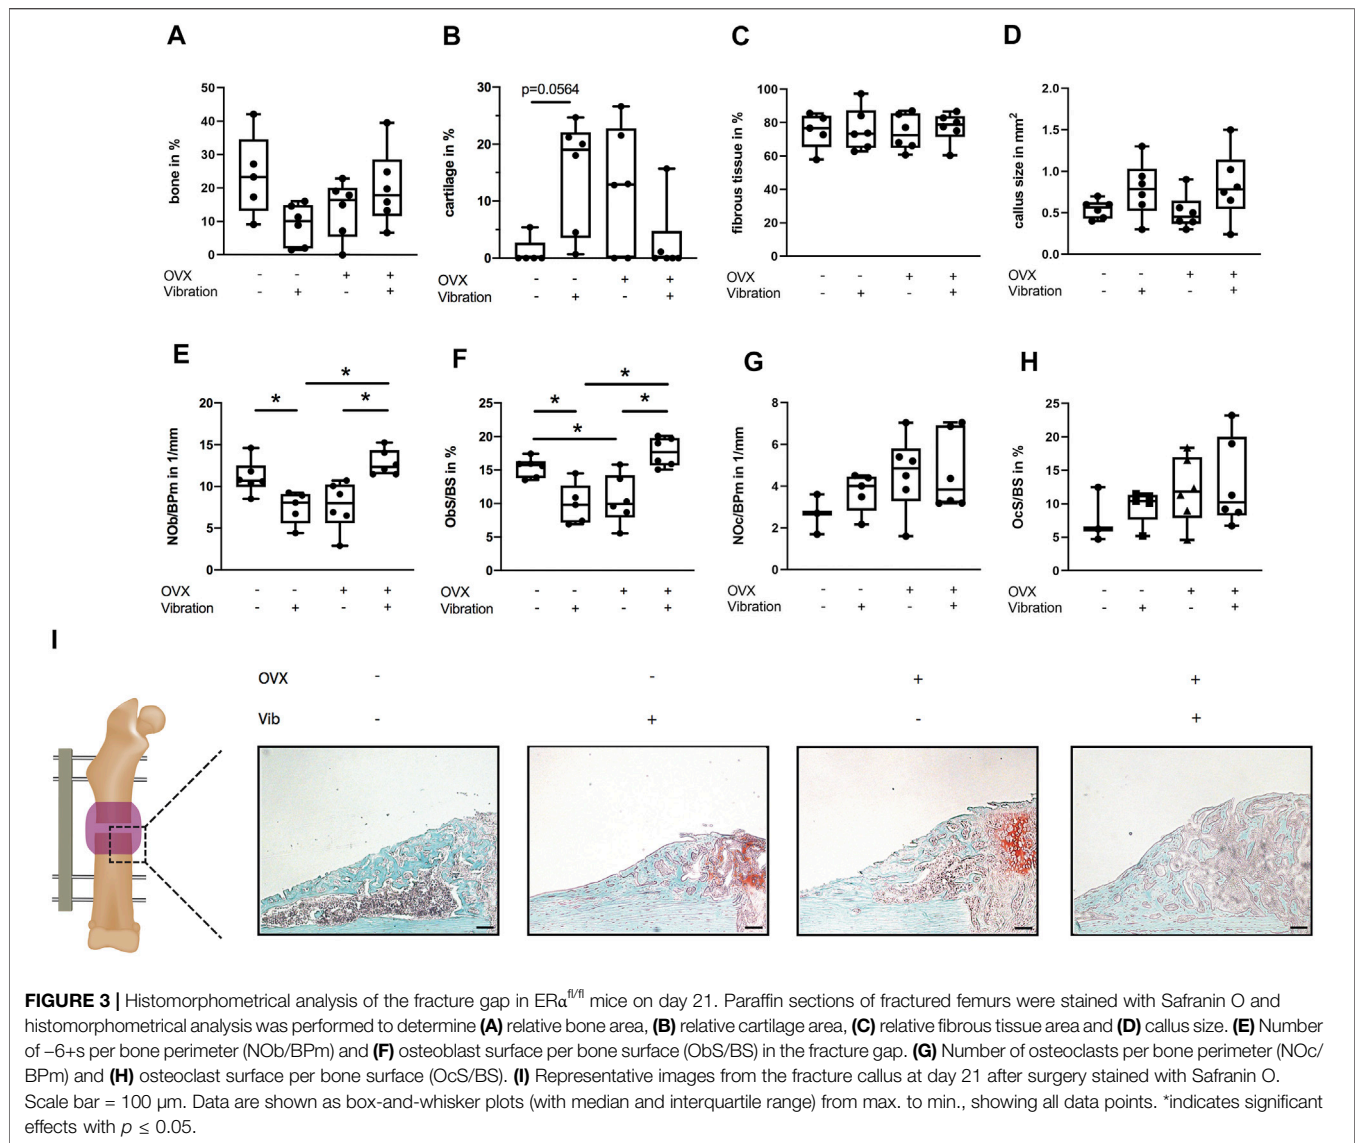 A
bone in %
50
40
30
20
10
0
OVX - - + +
Vibration - + - +
B
cartilage in %
30
20
10
0
p=0.0564
OVX - - + +
Vibration - + - +
C
fibrous tissue in %
100
80
60
40
20
0
- - + +
- + - +
D
callus size in mm²
2.0
1.5
1.0
0.5
0.0
OVX - - + +
Vibration - + - +
E
NOb/BPm in 1/mm
20
15
10
5
0
* * *
OVX - - + +
Vibration - + - +
F
ObS/BS in %
25
20
15
10
5
0
* * * *
OVX - - + +
Vibration - + - +
G
NOc/BPm in 1/mm
8
6
4
2
0
OVX - - + +
Vibration - + - +
H
OcS/BS in %
25
20
15
10
5
0
OVX - - + +
Vibration - + - +
I
OVX - - + +
Vib - + - +
FIGURE 3 | Histomorphometrical analysis of the fracture gap in ERα^fl/fl mice on day 21. Paraffin sections of fractured femurs were stained with Safranin O and
histomorphometrical analysis was performed to determine (A) relative bone area, (B) relative cartilage area, (C) relative fibrous tissue area and (D) callus size. (E) Number
of –6+s per bone perimeter (NOb/BPm) and (F) osteoblast surface per bone surface (ObS/BS) in the fracture gap. (G) Number of osteoclasts per bone perimeter (NOc/
BPm) and (H) osteoclast surface per bone surface (OcS/BS). (I) Representative images from the fracture callus at day 21 after surgery stained with Safranin O.
Scale bar = 100 µm. Data are shown as box-and-whisker plots (with median and interquartile range) from max. to min., showing all data points. *indicates significant
effects with p ≤ 0.05.